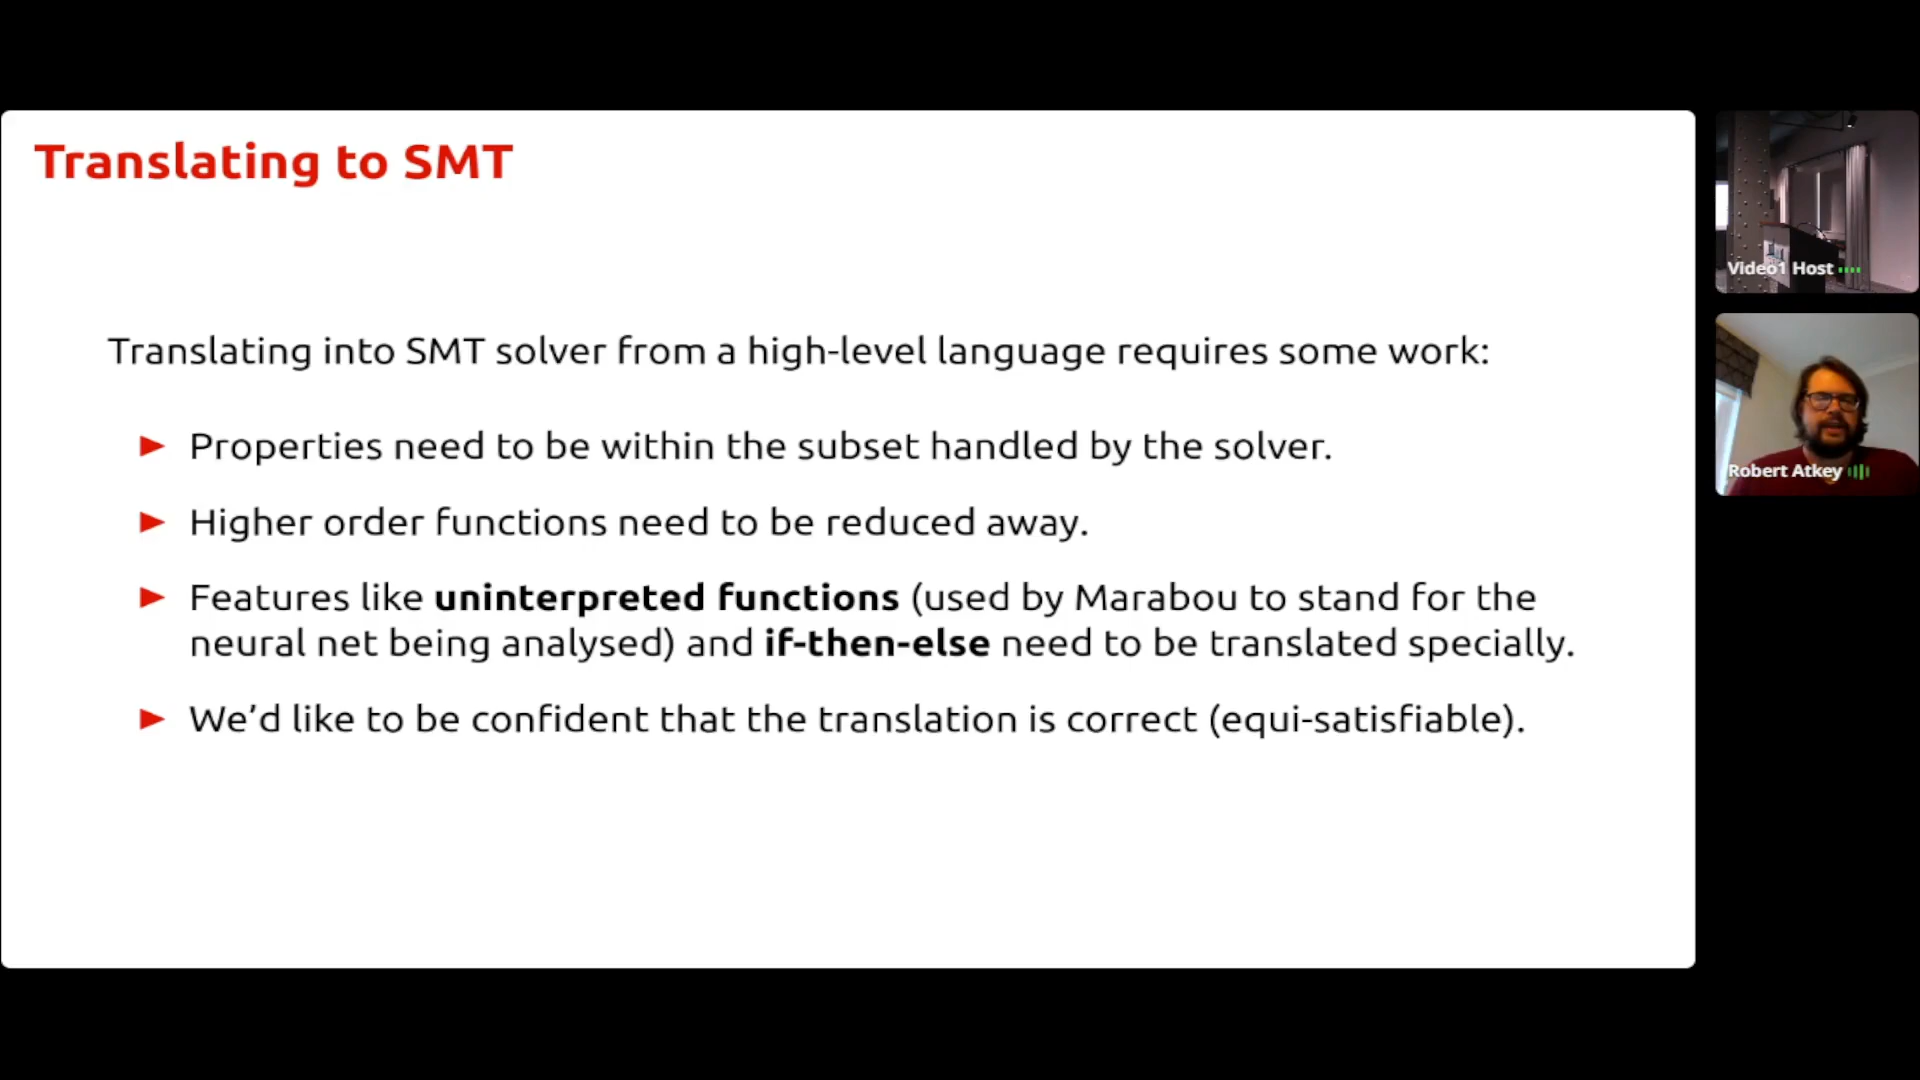 Translating to SMT
Translating into SMT solver from a high-level language requires some work:
► Properties need to be within the subset handled by the solver.
► Higher order functions need to be reduced away.
► Features like uninterpreted functions (used by Marabou to stand for the
neural net being analysed) and if-then-else need to be translated specially.
► We'd like to be confident that the translation is correct (equi-satisfiable).
Video1 Host
Robert Atkey